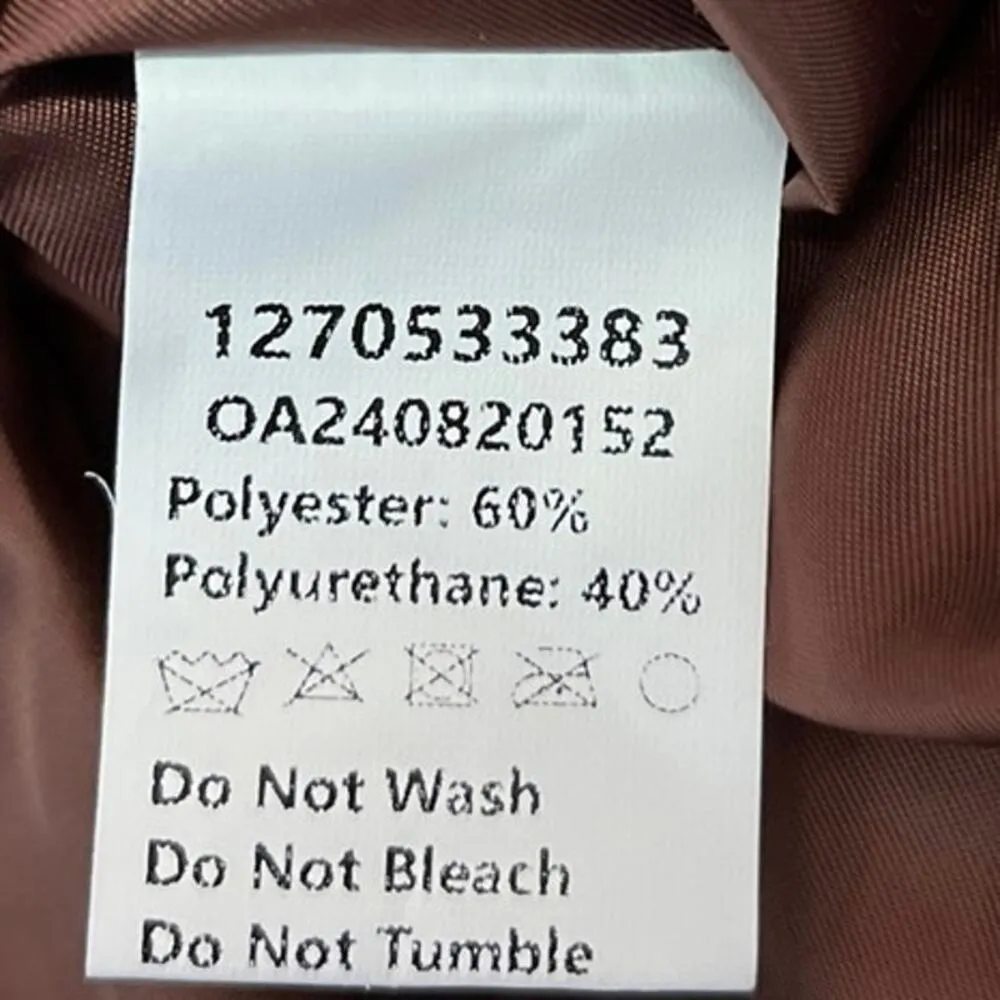 1270533383
OA240820152
Polyester: 60%
Polyurethane: 40%
Do Not Wash
Do Not Bleach
Do Not Tumble